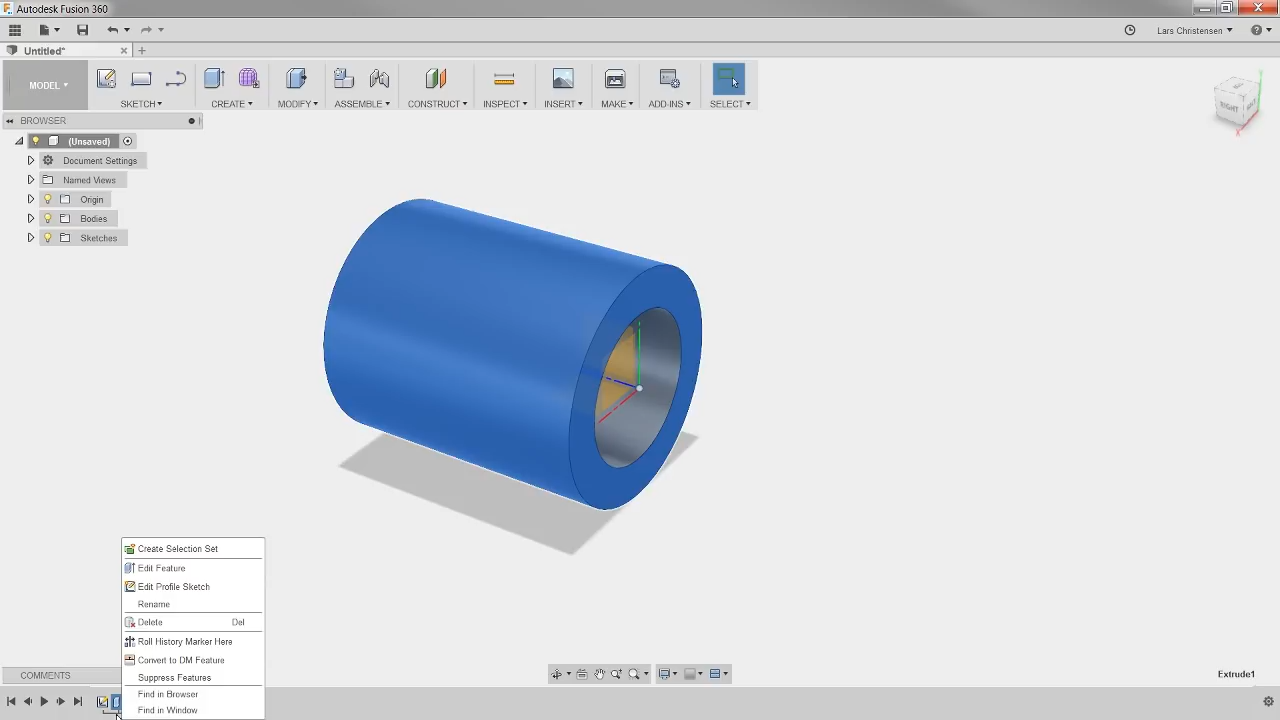 Autodesk Fusion 360
Lars Christensen
Untitled*
MODEL
SKETCH
CREATE
MODIFY
ASSEMBLE
CONSTRUCT
INSPECT
INSERT
MAKE
ADD-INS
SELECT
RIGHT
BROWSER
(Unsaved)
Document Settings
Named Views
Origin
Bodies
Sketches
Create Selection Set
Edit Feature
Edit Profile Sketch
Rename
Delete Del
Roll History Marker Here
Convert to DM Feature
Suppress Features
Find in Browser
Find in Window
COMMENTS
Extrude1